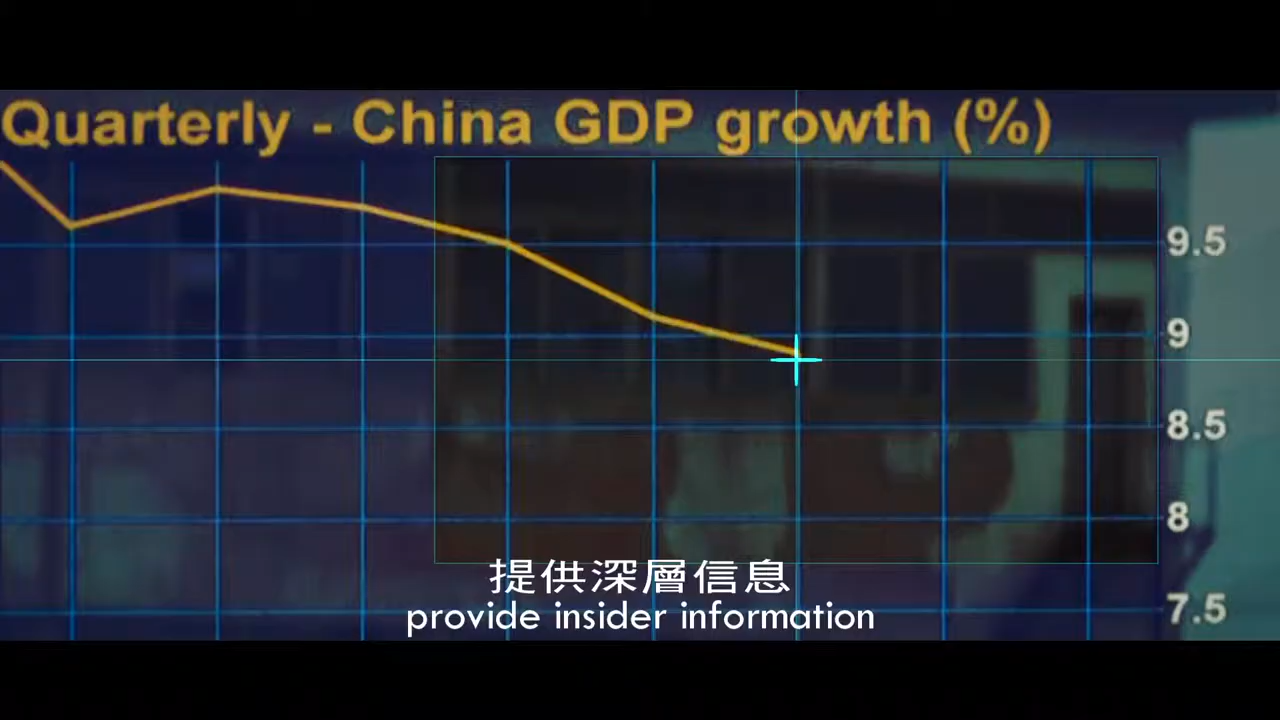 Quarterly - China GDP growth (%)
9.5
9
8.5
8
7.5
提供深層信息
provide insider information